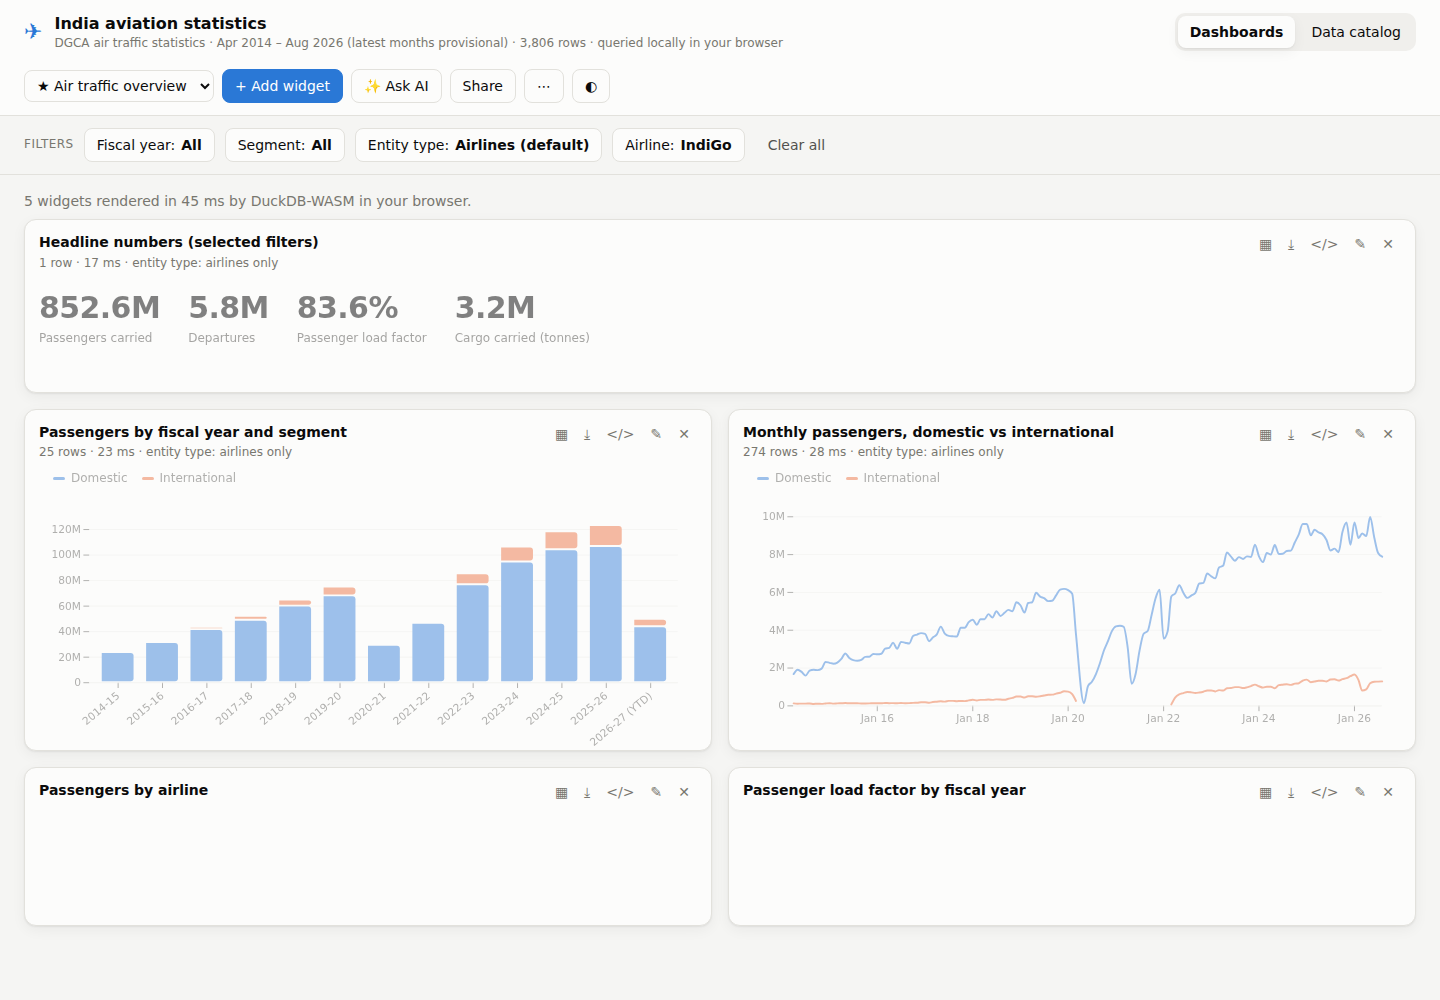 ✈ India aviation statistics
DGCA air traffic statistics · Apr 2014 – Aug 2026 (latest months provisional) · 3,806 rows · queried locally in your browser
Dashboards Data catalog
★ Air traffic overview + Add widget ✨ Ask AI Share ⋯ ◐
FILTERS Fiscal year: All Segment: All Entity type: Airlines (default) Airline: IndiGo Clear all
5 widgets rendered in 45 ms by DuckDB-WASM in your browser.
Headline numbers (selected filters) ▦ ⤓ </> ✎ ✕
1 row · 17 ms · entity type: airlines only
852.6M 5.8M 83.6% 3.2M
Passengers carried Departures Passenger load factor Cargo carried (tonnes)
Passengers by fiscal year and segment ▦ ⤓ </> ✎ ✕
25 rows · 23 ms · entity type: airlines only
Domestic International
120M
100M
80M
60M
40M
20M
0
2014-15 2015-16 2016-17 2017-18 2018-19 2019-20 2020-21 2021-22 2022-23 2023-24 2024-25 2025-26 2026-27 (YTD)
Monthly passengers, domestic vs international ▦ ⤓ </> ✎ ✕
274 rows · 28 ms · entity type: airlines only
Domestic International
10M
8M
6M
4M
2M
0
Jan 16 Jan 18 Jan 20 Jan 22 Jan 24 Jan 26
Passengers by airline ▦ ⤓ </> ✎ ✕
Passenger load factor by fiscal year ▦ ⤓ </> ✎ ✕